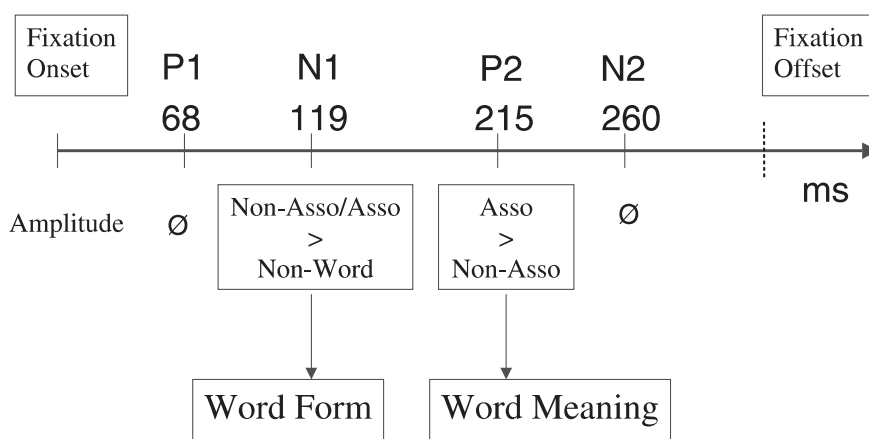 Fixation
Onset
P1
N1
P2
N2
Fixation
Offset
68
119
215
260
ms
Amplitude
Ø
Non-Asso/Asso
>
Non-Word
Asso
>
Non-Asso
Ø
Word Form
Word Meaning